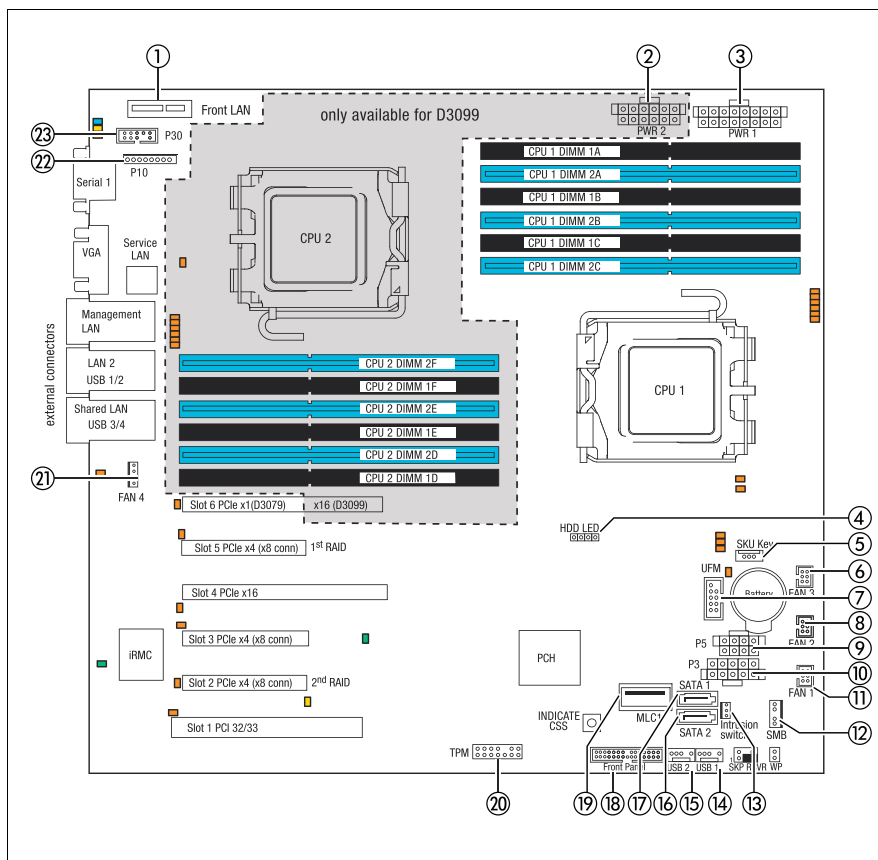 1
2
3
Front LAN
only available for D3099
PWR 2
PWR 1
23
P30
22
P10
Serial 1
CPU 1 DIMM 1A
CPU 1 DIMM 2A
CPU 1 DIMM 1B
CPU 1 DIMM 2B
CPU 1 DIMM 1C
CPU 1 DIMM 2C
CPU 2
VGA
Service
LAN
Management
LAN
LAN 2
USB 1/2
Shared LAN
USB 3/4
external connectors
CPU 1
CPU 2 DIMM 2F
CPU 2 DIMM 1F
CPU 2 DIMM 2E
CPU 2 DIMM 1E
CPU 2 DIMM 2D
CPU 2 DIMM 1D
21
FAN 4
Slot 6 PCIe x1(D3079) x16 (D3099)
HDD LED
4
Slot 5 PCIe x4 (x8 conn) 1st RAID
SKU Key
5
UFM
6
Slot 4 PCIe x16
Battery
FAN 3
7
8
FAN 2
Slot 3 PCIe x4 (x8 conn)
P5
9
iRMC
PCH
P3
10
Slot 2 PCIe x4 (x8 conn) 2nd RAID
SATA 1
FAN 1
11
MLC1
Slot 1 PCI 32/33
INDICATE
CSS
SATA 2
Intrusion
switch
SMB
12
TPM
Front Panel
USB 2
USB 1
1
SKP R
VR
WP
20
19
18
17
16
15
14
13